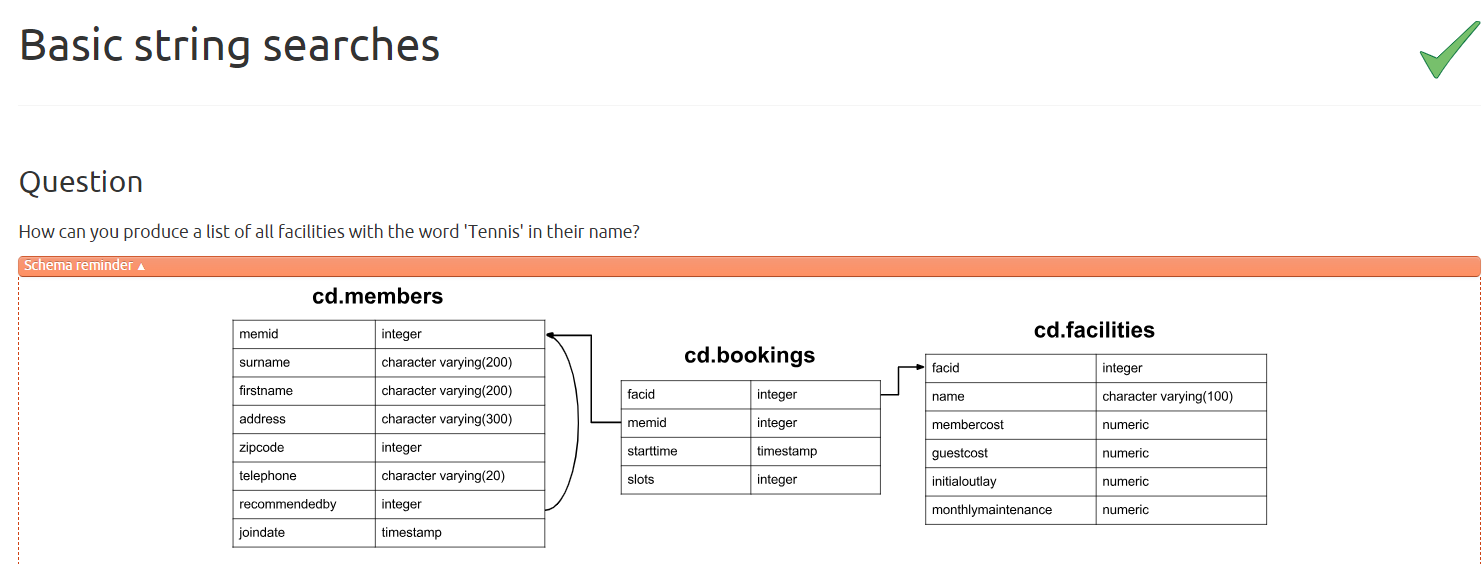 Basic string searches
Question
How can you produce a list of all facilities with the word 'Tennis' in their name?
Schema reminder ▲
cd.members
memid integer
surname character varying(200)
firstname character varying(200)
address character varying(300)
zipcode integer
telephone character varying(20)
recommendedby integer
joindate timestamp
cd.bookings
facid integer
memid integer
starttime timestamp
slots integer
cd.facilities
facid integer
name character varying(100)
membercost numeric
guestcost numeric
initialoutlay numeric
monthlymaintenance numeric